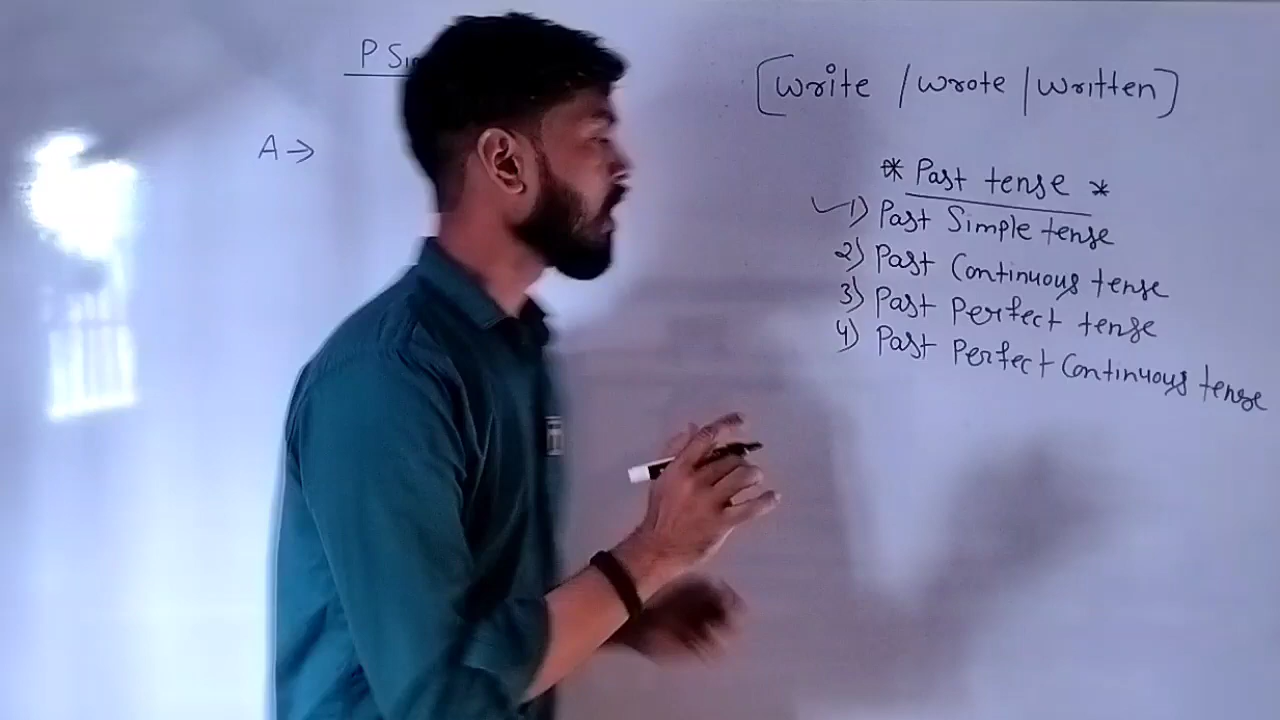 P Si
[write / wrote / written]
A →
* Past tense *
✓ 1) Past Simple tense
2) Past Continuous tense
3) Past Perfect tense
4) Past Perfect Continuous tense